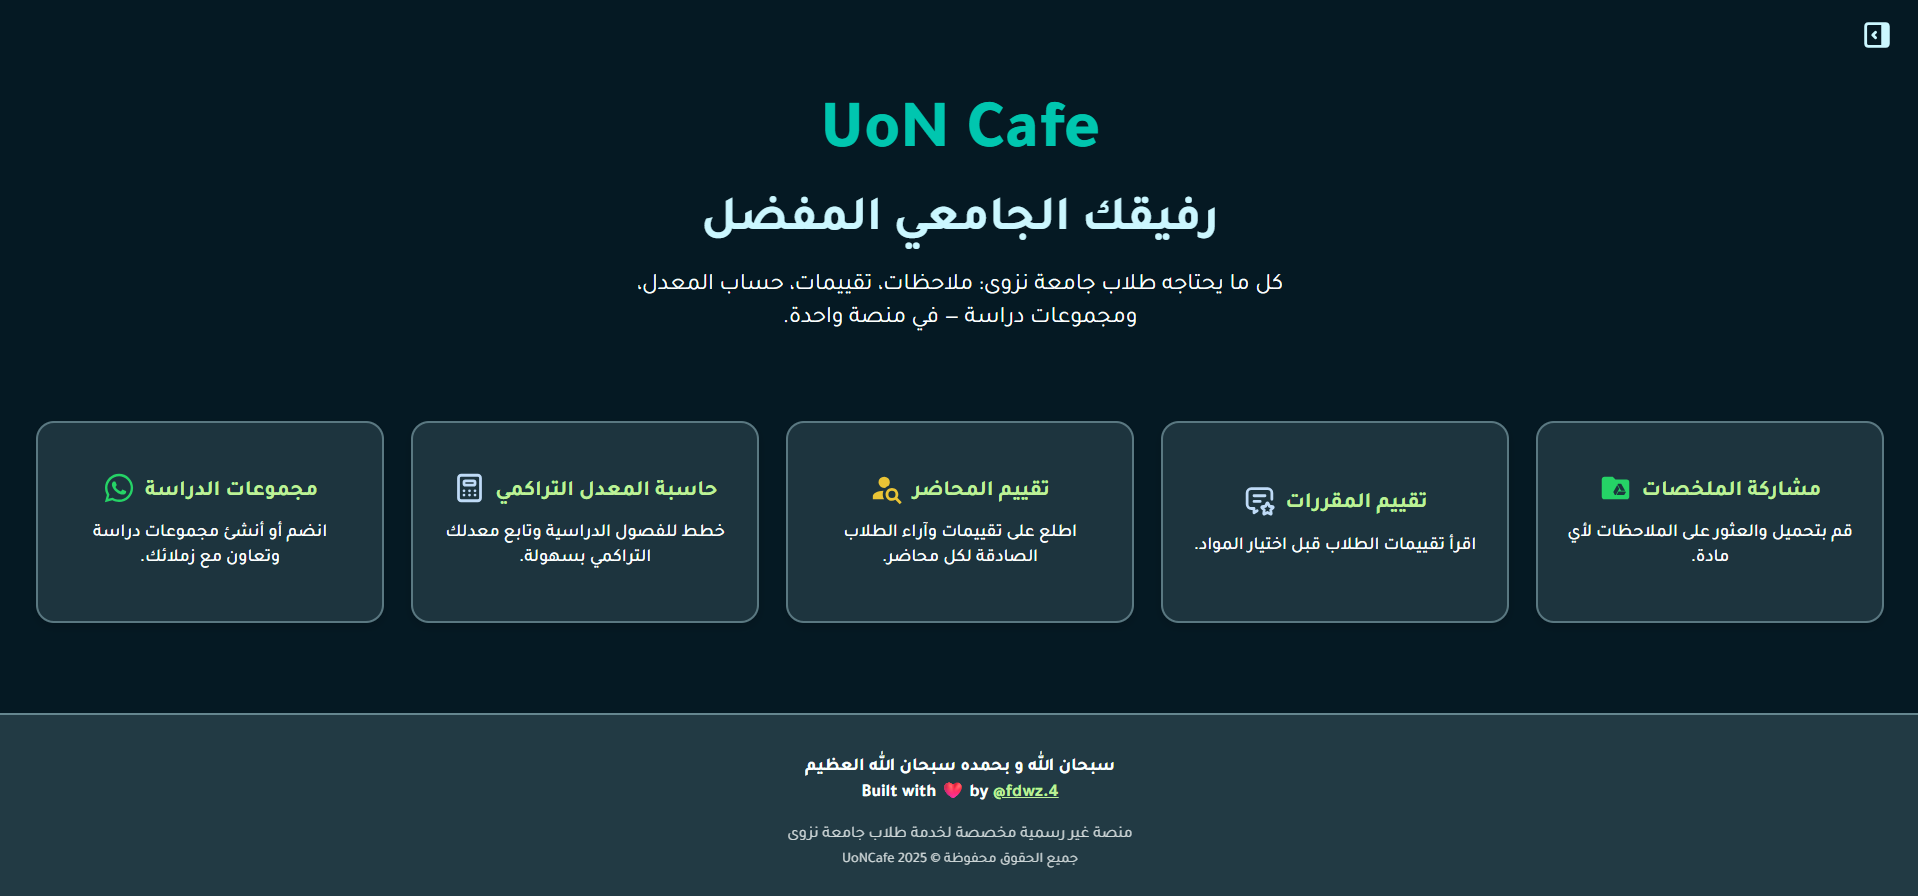 UoN Cafe
رفيقك الجامعي المفضل
كل ما يحتاجه طلاب جامعة نزوى: ملاحظات، تقييمات، حساب المعدل،
ومجموعات دراسة – في منصة واحدة.
مشاركة الملخصات
قم بتحميل والعثور على الملاحظات لأي
مادة.
تقييم المقررات
اقرأ تقييمات الطلاب قبل اختيار المواد.
تقييم المحاضر
اطلع على تقييمات وآراء الطلاب
الصادقة لكل محاضر.
حاسبة المعدل التراكمي
خطط للفصول الدراسية وتابع معدلك
التراكمي بسهولة.
مجموعات الدراسة
انضم أو أنشئ مجموعات دراسة
وتعاون مع زملائك.
سبحان الله و بحمده سبحان الله العظيم
Built with 💔 by @fdwz.4
منصة غير رسمية مخصصة لخدمة طلاب جامعة نزوى
جميع الحقوق محفوظة © 2025 UoNCafe